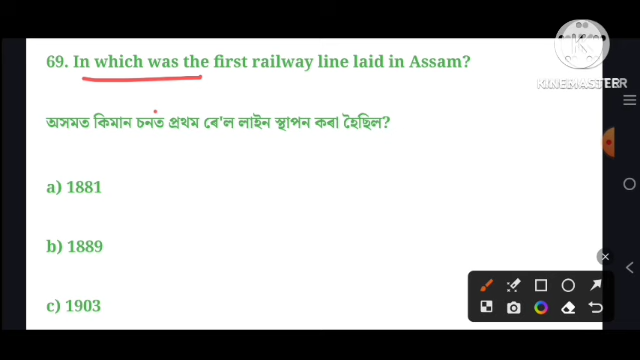 69. In which was the first railway line laid in Assam?
KINEMASTER
অসমত কিমান চনত প্ৰথম ৰে'ল লাইন স্থাপন কৰা হৈছিল?
a) 1881
b) 1889
c) 1903